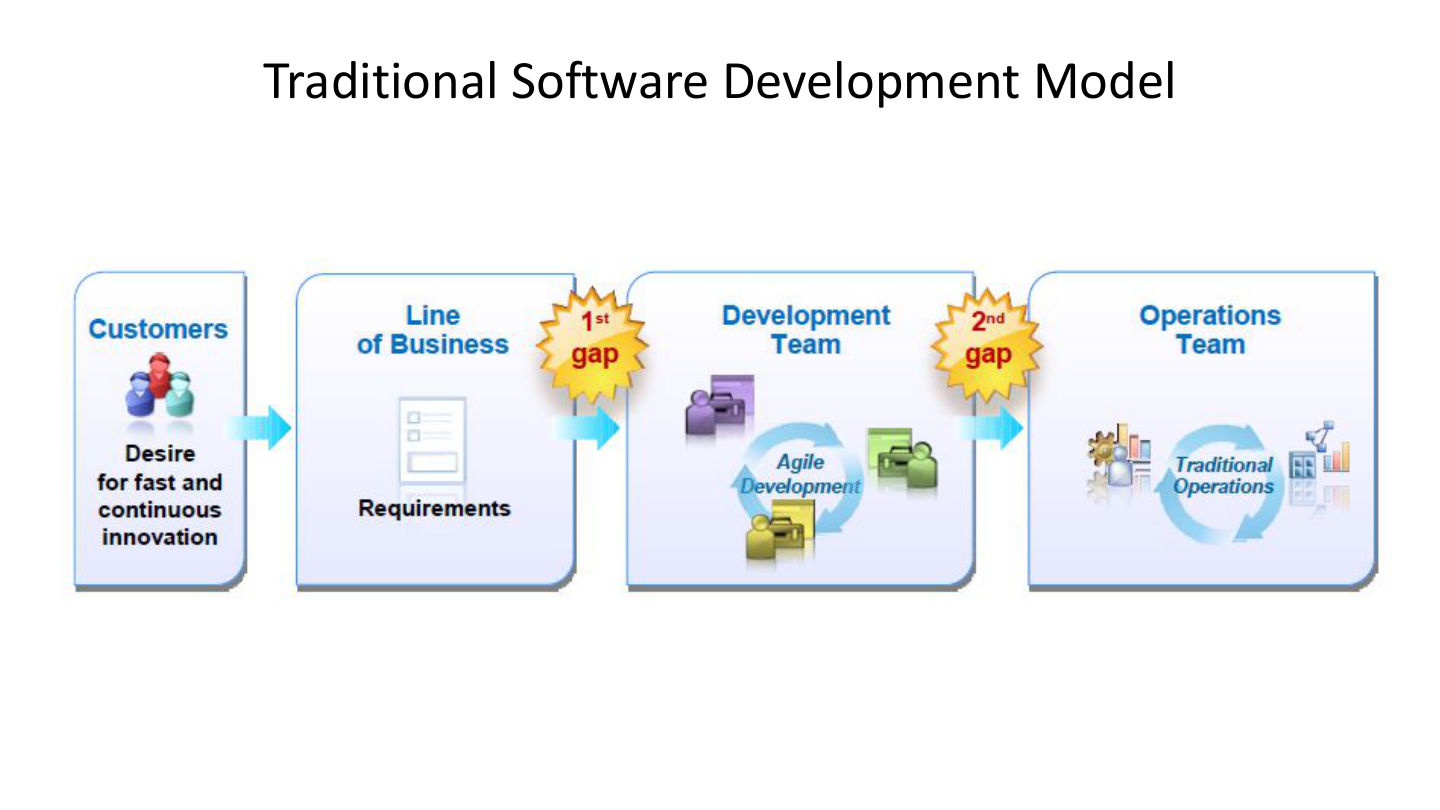 Traditional Software Development Model
Customers
Desire
for fast and
continuous
innovation
Line
of Business
Requirements
1st
gap
Development
Team
Agile
Development
2nd
gap
Operations
Team
Traditional
Operations